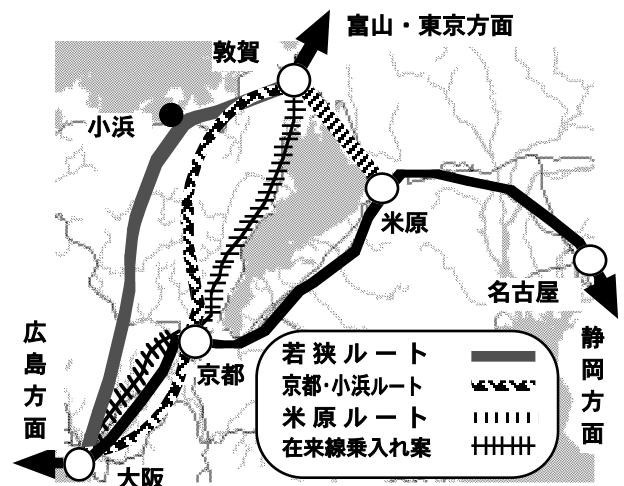 富山・東京方面
敦賀
小浜
米原
名古屋
静岡方面
広島方面
京都
大阪
若狭ルート
京都・小浜ルート
米原ルート
在来線乗入れ案